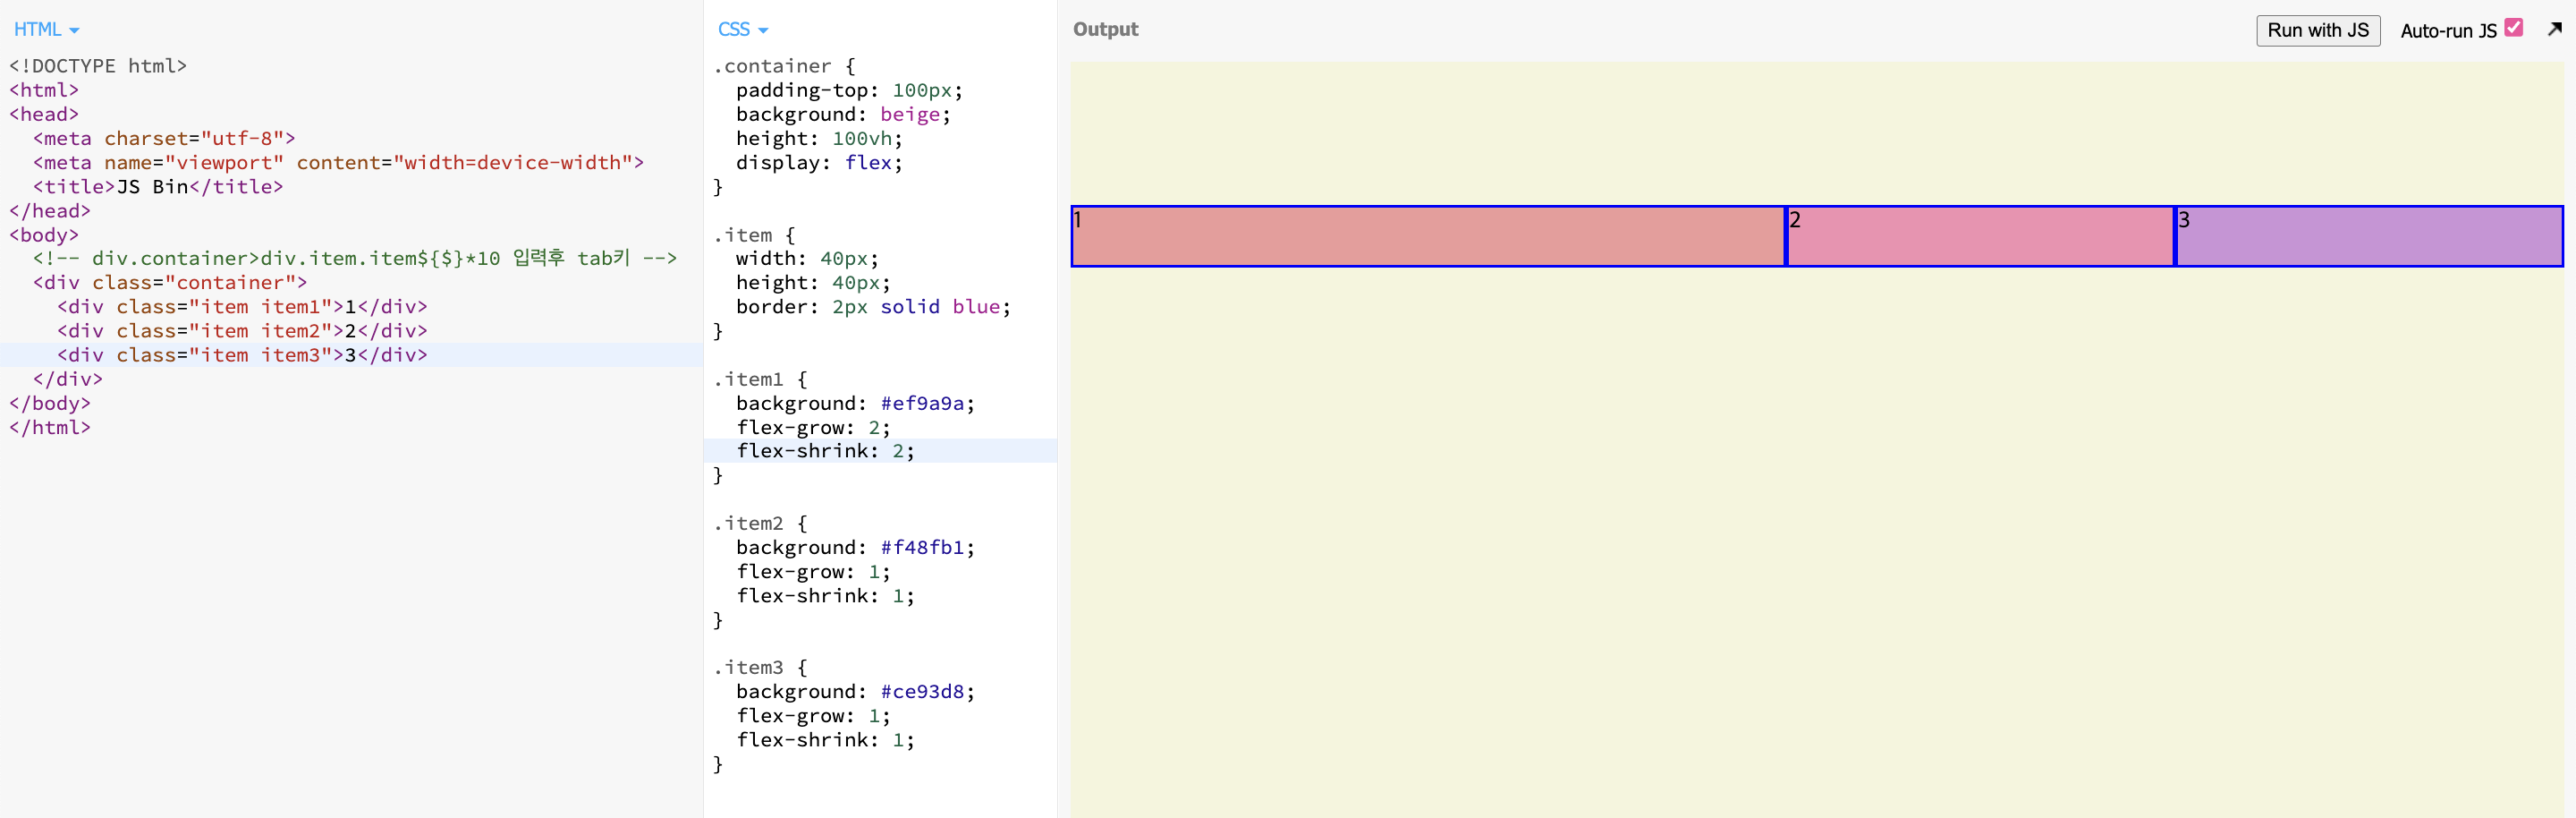 HTML
<!DOCTYPE html>
<html>
<head>
  <meta charset="utf-8">
  <meta name="viewport" content="width=device-width">
  <title>JS Bin</title>
</head>
<body>
  <!-- div.container>div.item.item${$}*10 입력후 tab키 -->
  <div class="container">
    <div class="item item1">1</div>
    <div class="item item2">2</div>
    <div class="item item3">3</div>
  </div>
</body>
</html>
CSS
.container {
  padding-top: 100px;
  background: beige;
  height: 100vh;
  display: flex;
}

.item {
  width: 40px;
  height: 40px;
  border: 2px solid blue;
}

.item1 {
  background: #ef9a9a;
  flex-grow: 2;
  flex-shrink: 2;
}

.item2 {
  background: #f48fb1;
  flex-grow: 1;
  flex-shrink: 1;
}

.item3 {
  background: #ce93d8;
  flex-grow: 1;
  flex-shrink: 1;
}
Output
Run with JS
Auto-run JS
1
2
3